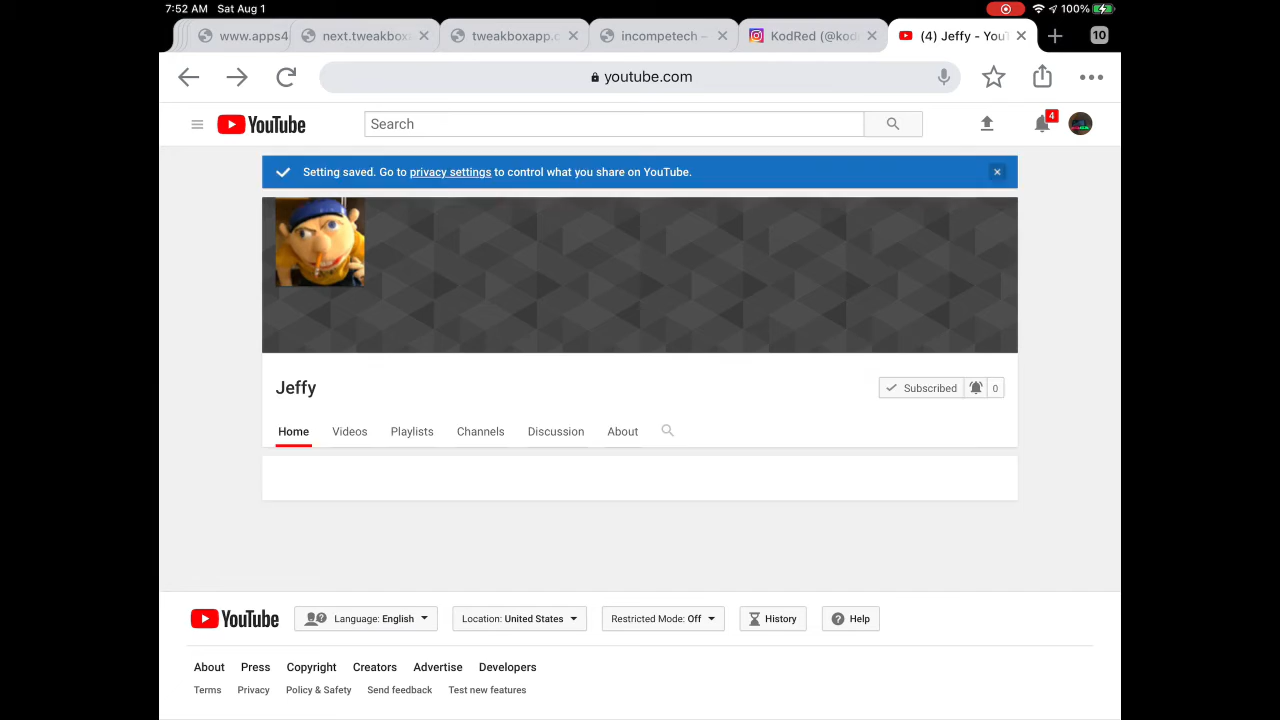 7:52 AM Sat Aug 1 100%
www.apps4 next.tweakbox tweakboxapp.c incompetech – KodRed (@kod (4) Jeffy - YouT 10
youtube.com
YouTube Search 4
Setting saved. Go to privacy settings to control what you share on YouTube.
Jeffy
Subscribed 0
Home Videos Playlists Channels Discussion About
YouTube Language: English Location: United States Restricted Mode: Off History Help
About Press Copyright Creators Advertise Developers
Terms Privacy Policy & Safety Send feedback Test new features